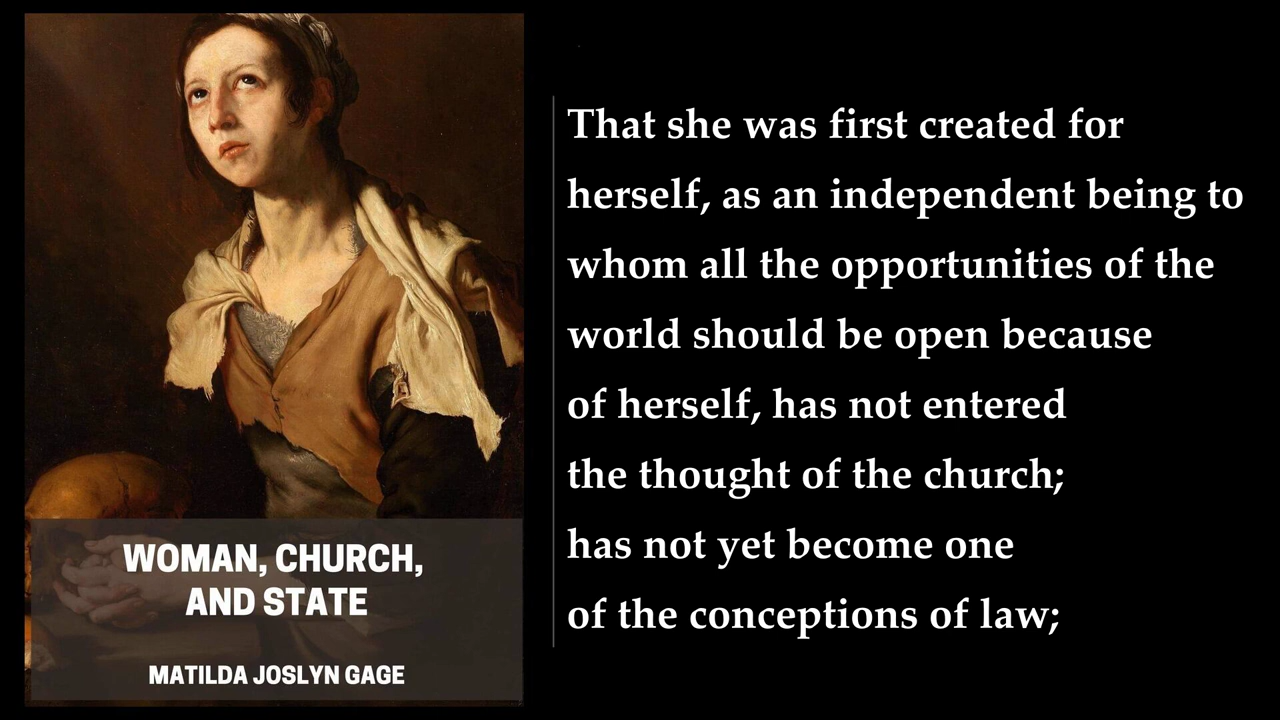 WOMAN, CHURCH,
AND STATE
MATILDA JOSLYN GAGE
That she was first created for
herself, as an independent being to
whom all the opportunities of the
world should be open because
of herself, has not entered
the thought of the church;
has not yet become one
of the conceptions of law;